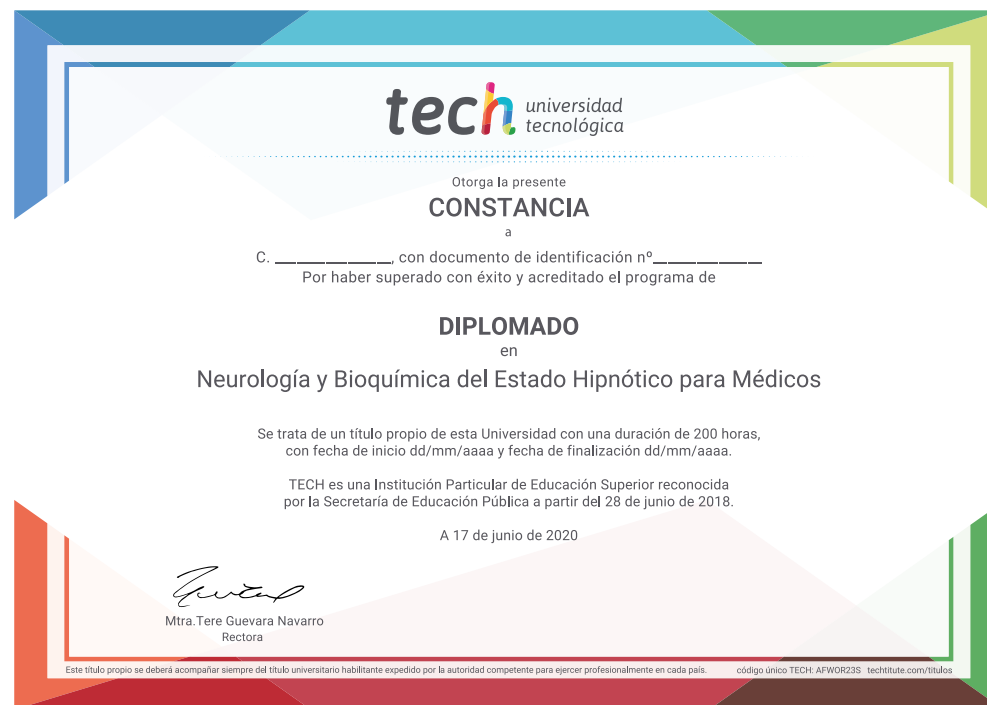 tech universidad
tecnológica
Otorga la presente
CONSTANCIA
a
C. ______________, con documento de identificación nº_____________
Por haber superado con éxito y acreditado el programa de
DIPLOMADO
en
Neurología y Bioquímica del Estado Hipnótico para Médicos
Se trata de un título propio de esta Universidad con una duración de 200 horas,
con fecha de inicio dd/mm/aaaa y fecha de finalización dd/mm/aaaa.
TECH es una Institución Particular de Educación Superior reconocida
por la Secretaría de Educación Pública a partir del 28 de junio de 2018.
A 17 de junio de 2020
Mtra.Tere Guevara Navarro
Rectora
Este título propio se deberá acompañar siempre del título universitario habilitante expedido por la autoridad competente para ejercer profesionalmente en cada país. código único TECH: AFWOR23S techtitute.com/titulos